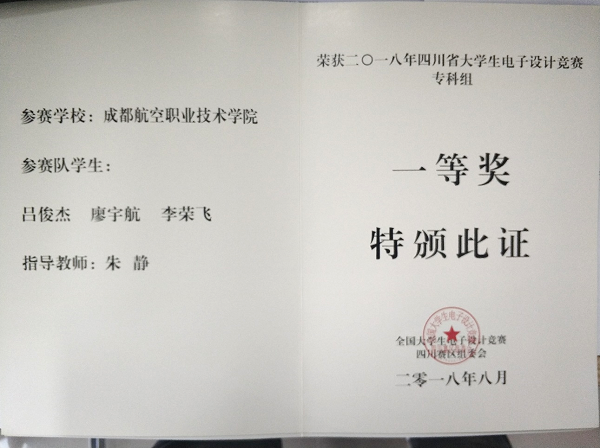 参赛学校：成都航空职业技术学院
参赛队学生：
吕俊杰 廖宇航 李荣飞
指导教师：朱 静
荣获二〇一八年四川省大学生电子设计竞赛
专科组
一等奖
特颁此证
全国大学生电子设计竞赛
四川赛区组委会
二零一八年八月